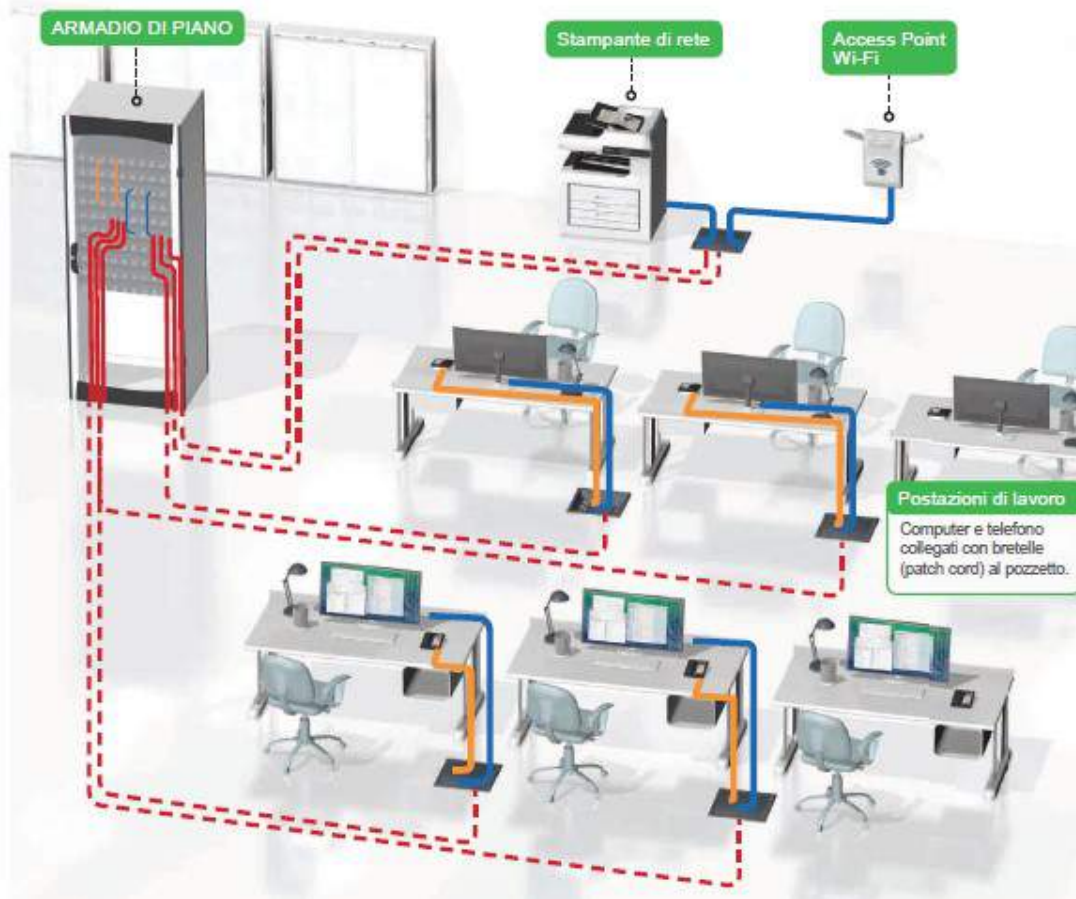 ARMADIO DI PIANO
Stampante di rete
Access Point
Wi-Fi
Postazioni di lavoro
Computer e telefono
collegati con bretelle
(patch cord) al pozzetto.